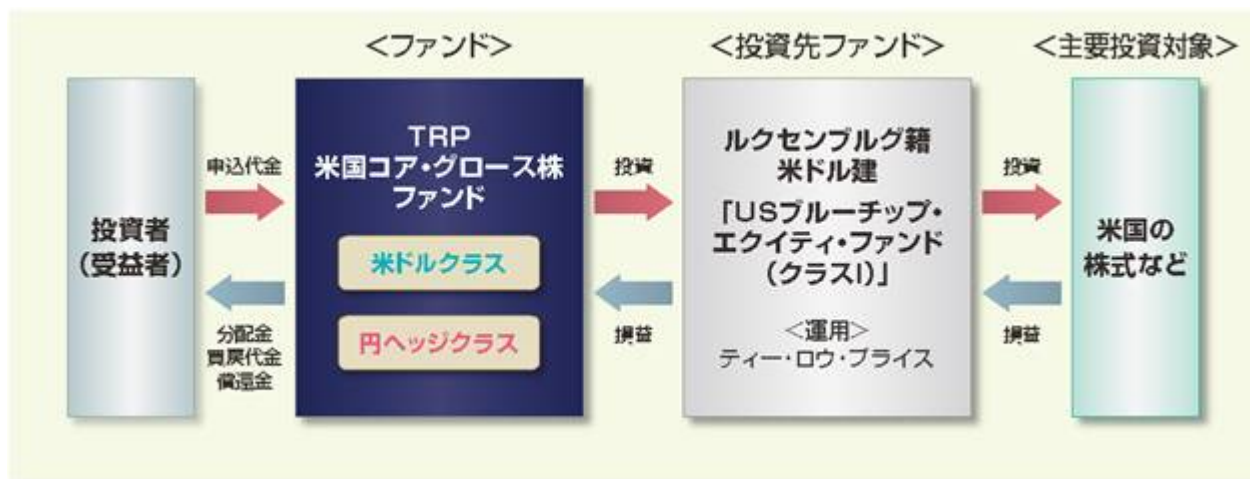 ＜ファンド＞
＜投資先ファンド＞
＜主要投資対象＞
投資者
（受益者）
申込代金
分配金
買戻代金
償還金
TRP
米国コア・グロース株
ファンド
米ドルクラス
円ヘッジクラス
投資
損益
ルクセンブルグ籍
米ドル建
「USブルーチップ・
エクイティ・ファンド
（クラスI）」
＜運用＞
ティー・ロウ・プライス
投資
損益
米国の
株式など